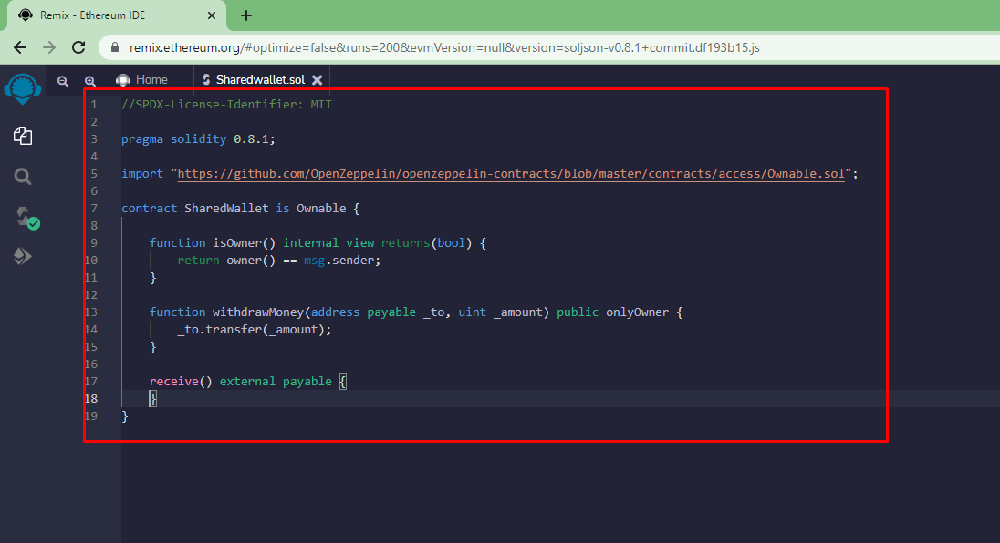 Remix - Ethereum IDE
remix.ethereum.org/#optimize=false&runs=200&evmVersion=null&version=soljson-v0.8.1+commit.df193b15.js
Home Sharedwallet.sol
1 //SPDX-License-Identifier: MIT
2
3 pragma solidity 0.8.1;
4
5 import "https://github.com/OpenZeppelin/openzeppelin-contracts/blob/master/contracts/access/Ownable.sol";
6
7 contract SharedWallet is Ownable {
8
9 function isOwner() internal view returns(bool) {
10 return owner() == msg.sender;
11 }
12
13 function withdrawMoney(address payable _to, uint _amount) public onlyOwner {
14 _to.transfer(_amount);
15 }
16
17 receive() external payable {
18 }
19 }